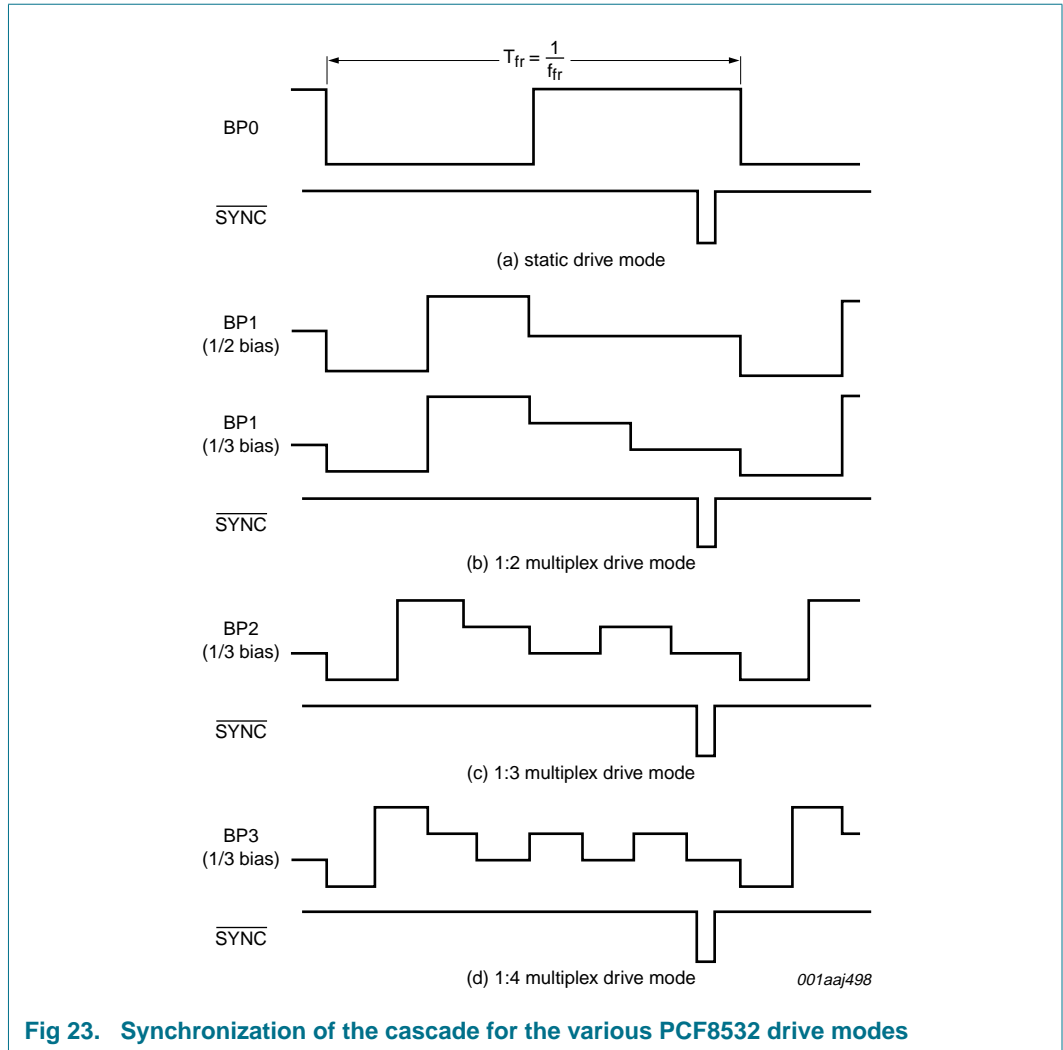 T_fr = 1/f_fr
BP0
SYNC
(a) static drive mode
BP1
(1/2 bias)
BP1
(1/3 bias)
SYNC
(b) 1:2 multiplex drive mode
BP2
(1/3 bias)
SYNC
(c) 1:3 multiplex drive mode
BP3
(1/3 bias)
SYNC
(d) 1:4 multiplex drive mode
001aaj498
Fig 23. Synchronization of the cascade for the various PCF8532 drive modes